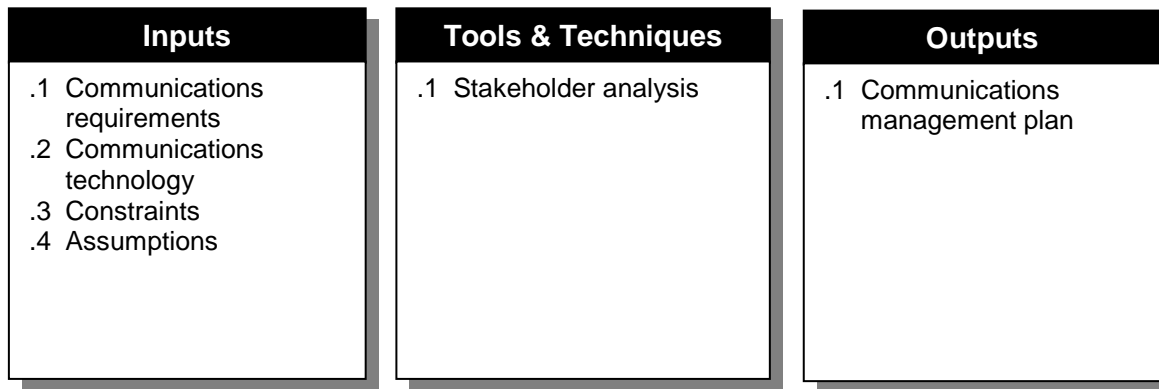 Inputs
.1 Communications
requirements
.2 Communications
technology
.3 Constraints
.4 Assumptions
Tools & Techniques
.1 Stakeholder analysis
Outputs
.1 Communications
management plan